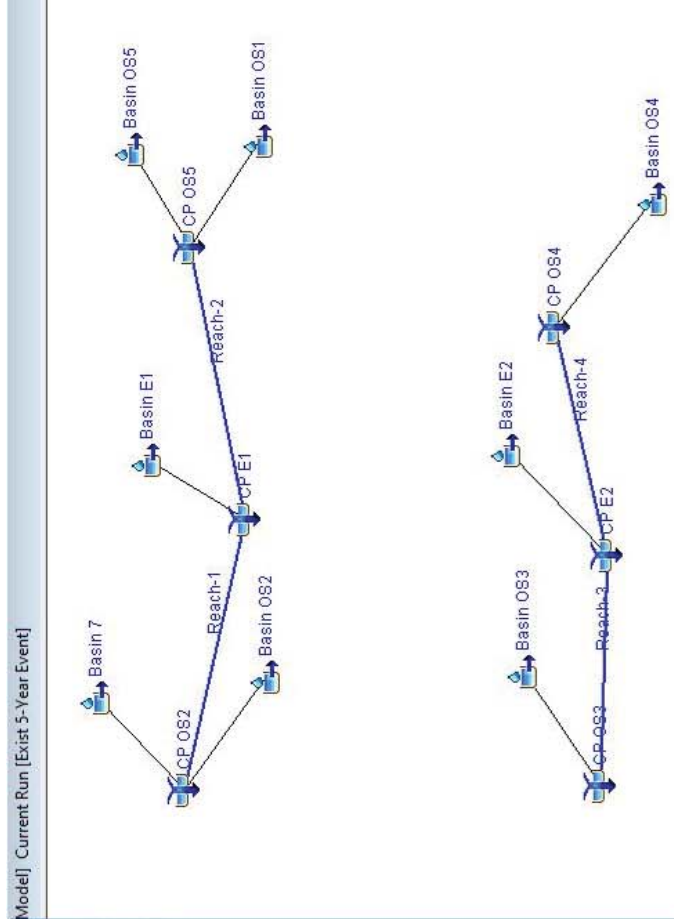 Model] Current Run [Exist 5-Year Event]
Basin OS5
Basin OS1
CP OS5
Reach-2
Basin E1
CP E1
Reach-1
Basin 7
Basin OS2
CP OS2
Basin OS4
CP OS4
Reach-4
Basin E2
CP E2
Reach-3
Basin OS3
CP OS3